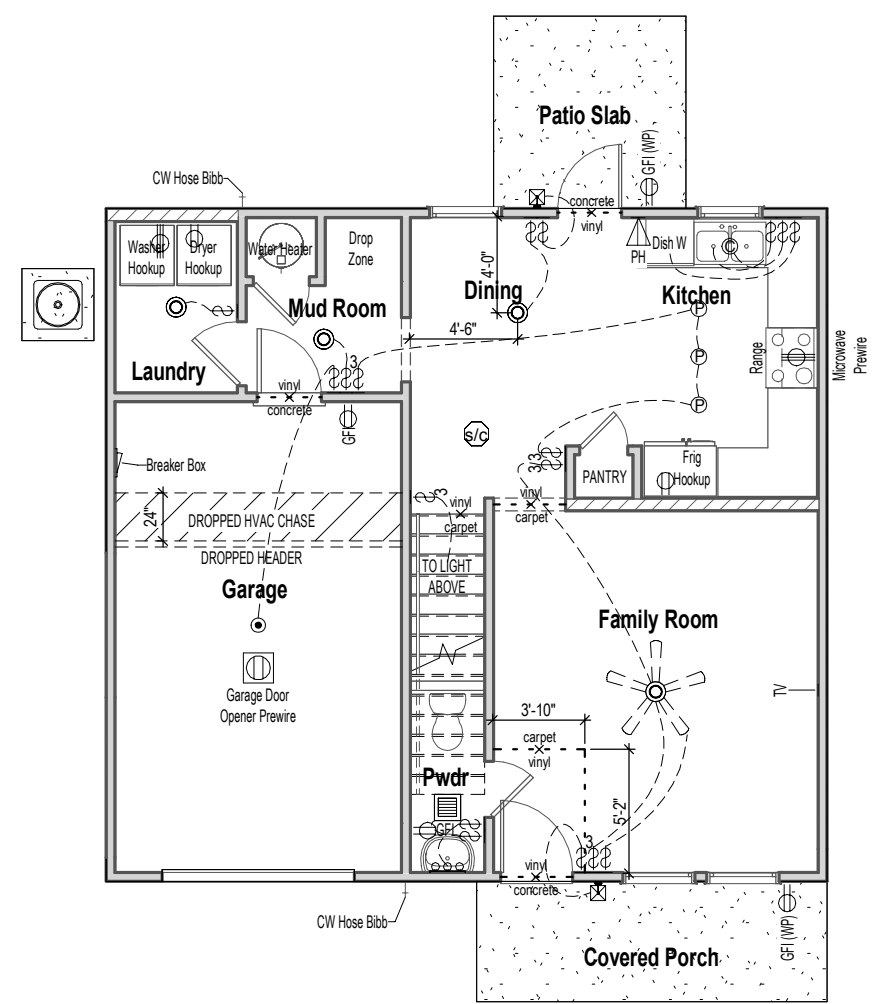 Patio Slab
GFI (WP)
CW Hose Bibb
concrete
vinyl
Washer
Hookup
Dryer
Hookup
Water Heater
Drop
Zone
4'-0"
PH
Dish W
Dining
Kitchen
Mud Room
4'-6"
P
P
P
Range
Microwave
Prewire
Laundry
3
vinyl
concrete
GFI
S/C
3
3
PANTRY
Frig
Hookup
Breaker Box
3
vinyl
carpet
vinyl
carpet
24"
DROPPED HVAC CHASE
DROPPED HEADER
TO LIGHT
ABOVE
Garage
Family Room
Garage Door
Opener Prewire
TV
3'-10"
carpet
vinyl
Pwdr
5'-2"
GFI
3
vinyl
concrete
CW Hose Bibb
GFI (WP)
Covered Porch